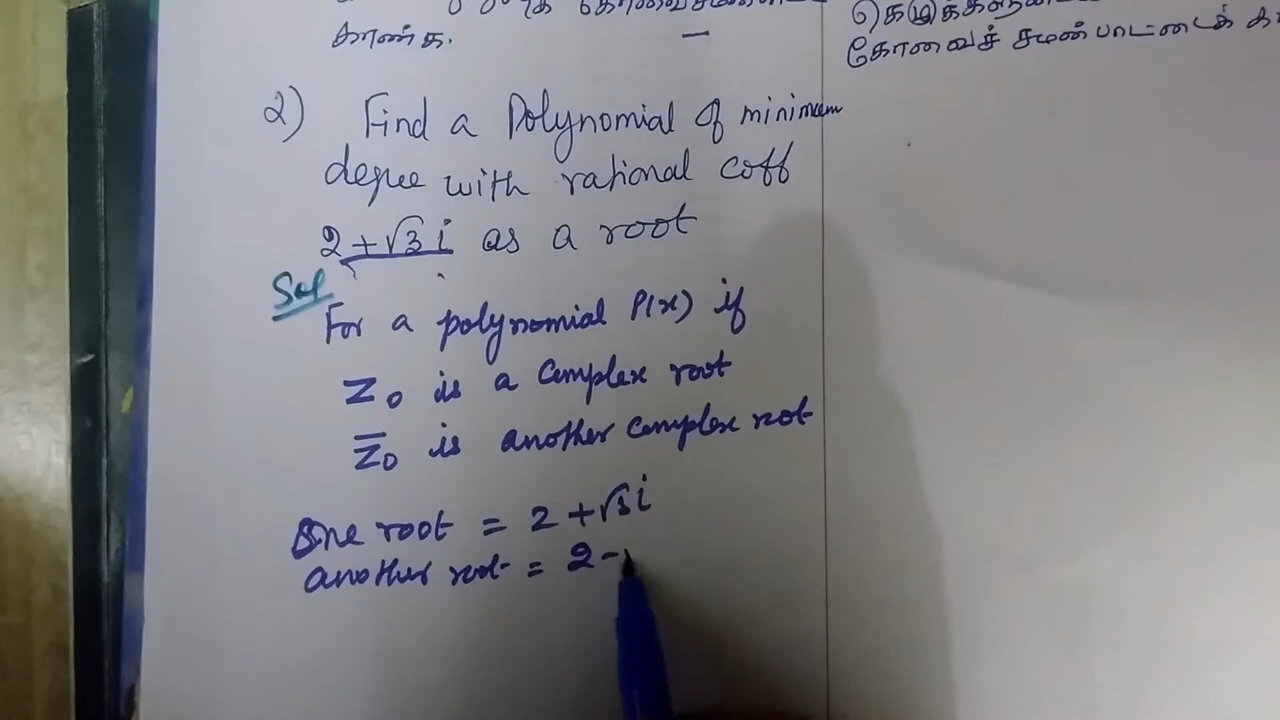 காண்க.
கோவைச் சமன்பாட்டைக்
2) Find a Polynomial of minimum
degree with rational coff
2 + √3 i as a root
Sol
For a polynomial P(x) if
Z₀ is a Complex root
Z̄₀ is another Complex root
One root = 2 + √3i
another root = 2 -